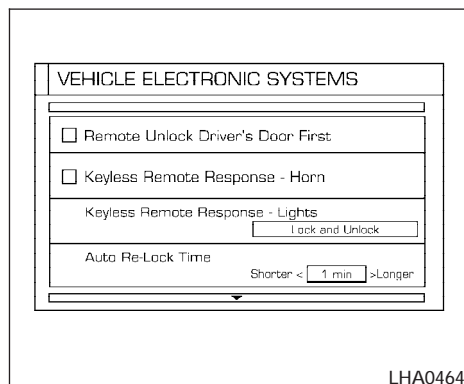 VEHICLE ELECTRONIC SYSTEMS
Remote Unlock Driver's Door First
Keyless Remote Response - Horn
Keyless Remote Response - Lights
Lock and Unlock
Auto Re-Lock Time
Shorter < 1 min >Longer
LHA0464